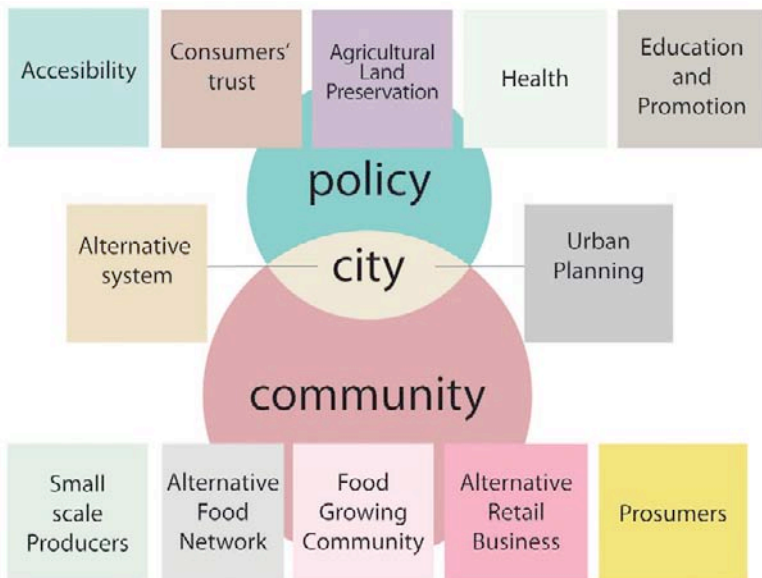 Accesibility
Consumers'
trust
Agricultural
Land
Preservation
Health
Education
and
Promotion
policy
Alternative
system
city
Urban
Planning
community
Small
scale
Producers
Alternative
Food
Network
Food
Growing
Community
Alternative
Retail
Business
Prosumers